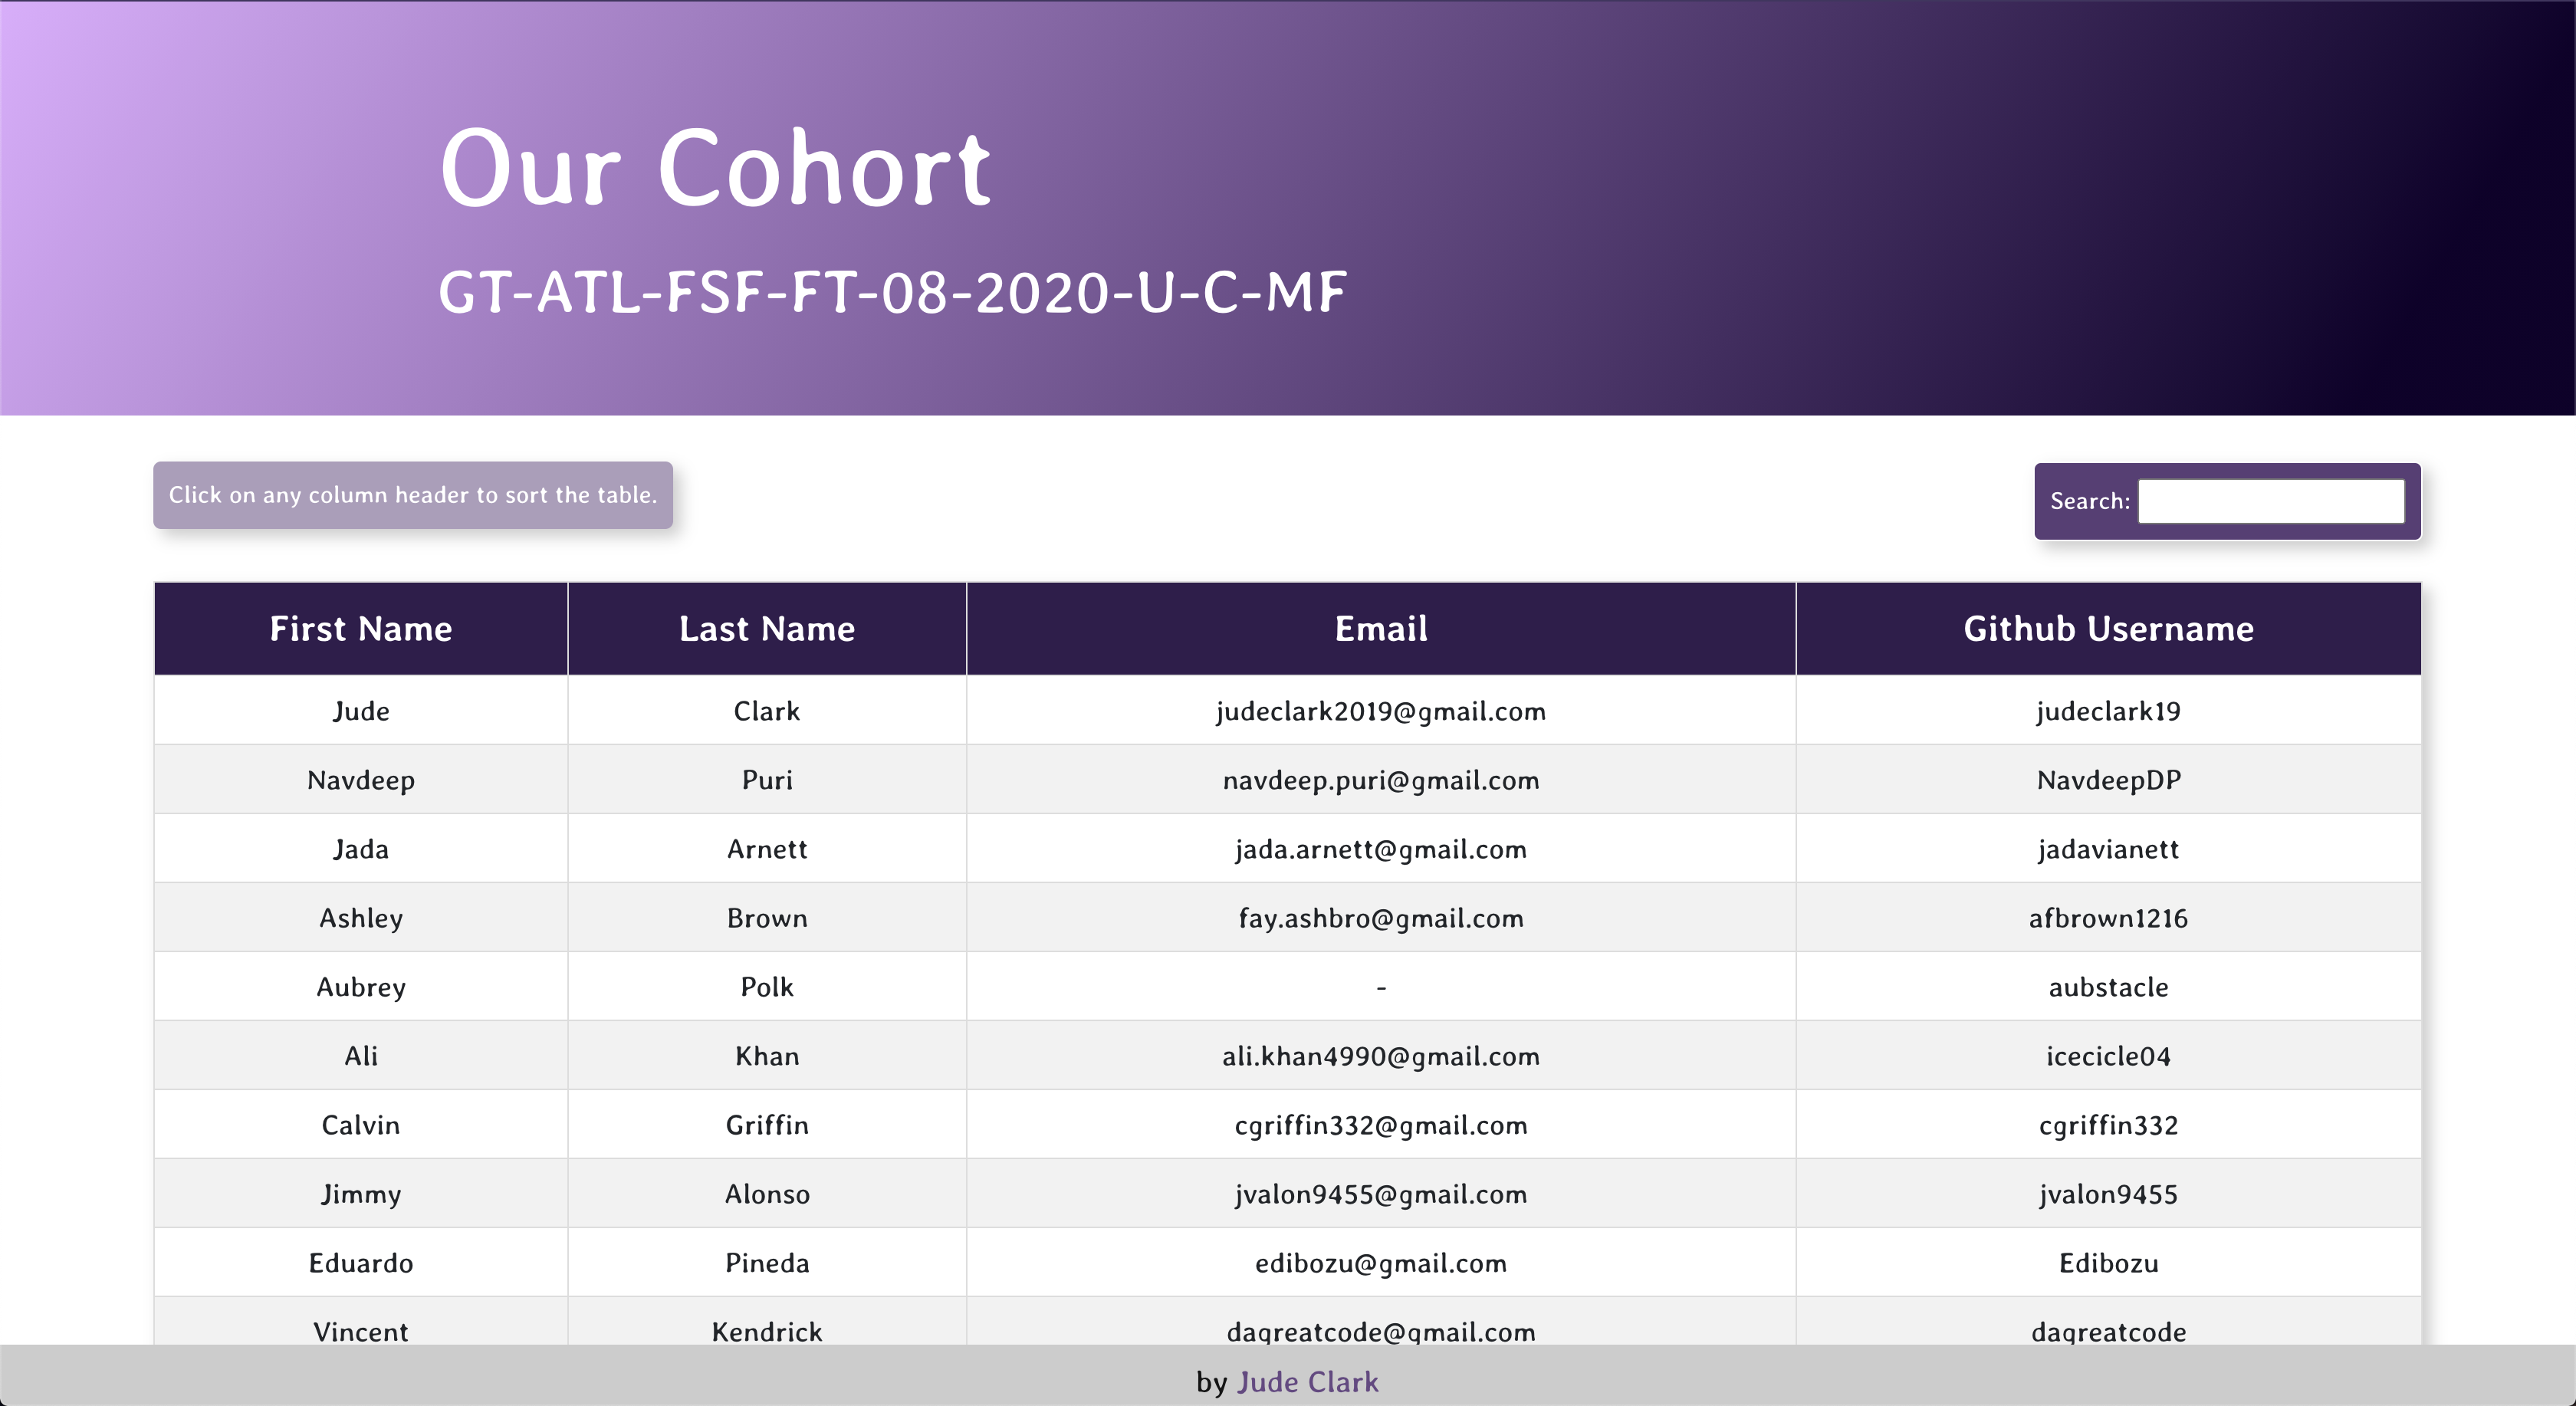 Our Cohort
GT-ATL-FSF-FT-08-2020-U-C-MF
Click on any column header to sort the table.
Search:
First Name Last Name Email Github Username
Jude Clark judeclark2019@gmail.com judeclark19
Navdeep Puri navdeep.puri@gmail.com NavdeepDP
Jada Arnett jada.arnett@gmail.com jadavianett
Ashley Brown fay.ashbro@gmail.com afbrown1216
Aubrey Polk - aubstacle
Ali Khan ali.khan4990@gmail.com icecicle04
Calvin Griffin cgriffin332@gmail.com cgriffin332
Jimmy Alonso jvalon9455@gmail.com jvalon9455
Eduardo Pineda edibozu@gmail.com Edibozu
Vincent Kendrick dagreatcode@gmail.com dagreatcode
by Jude Clark